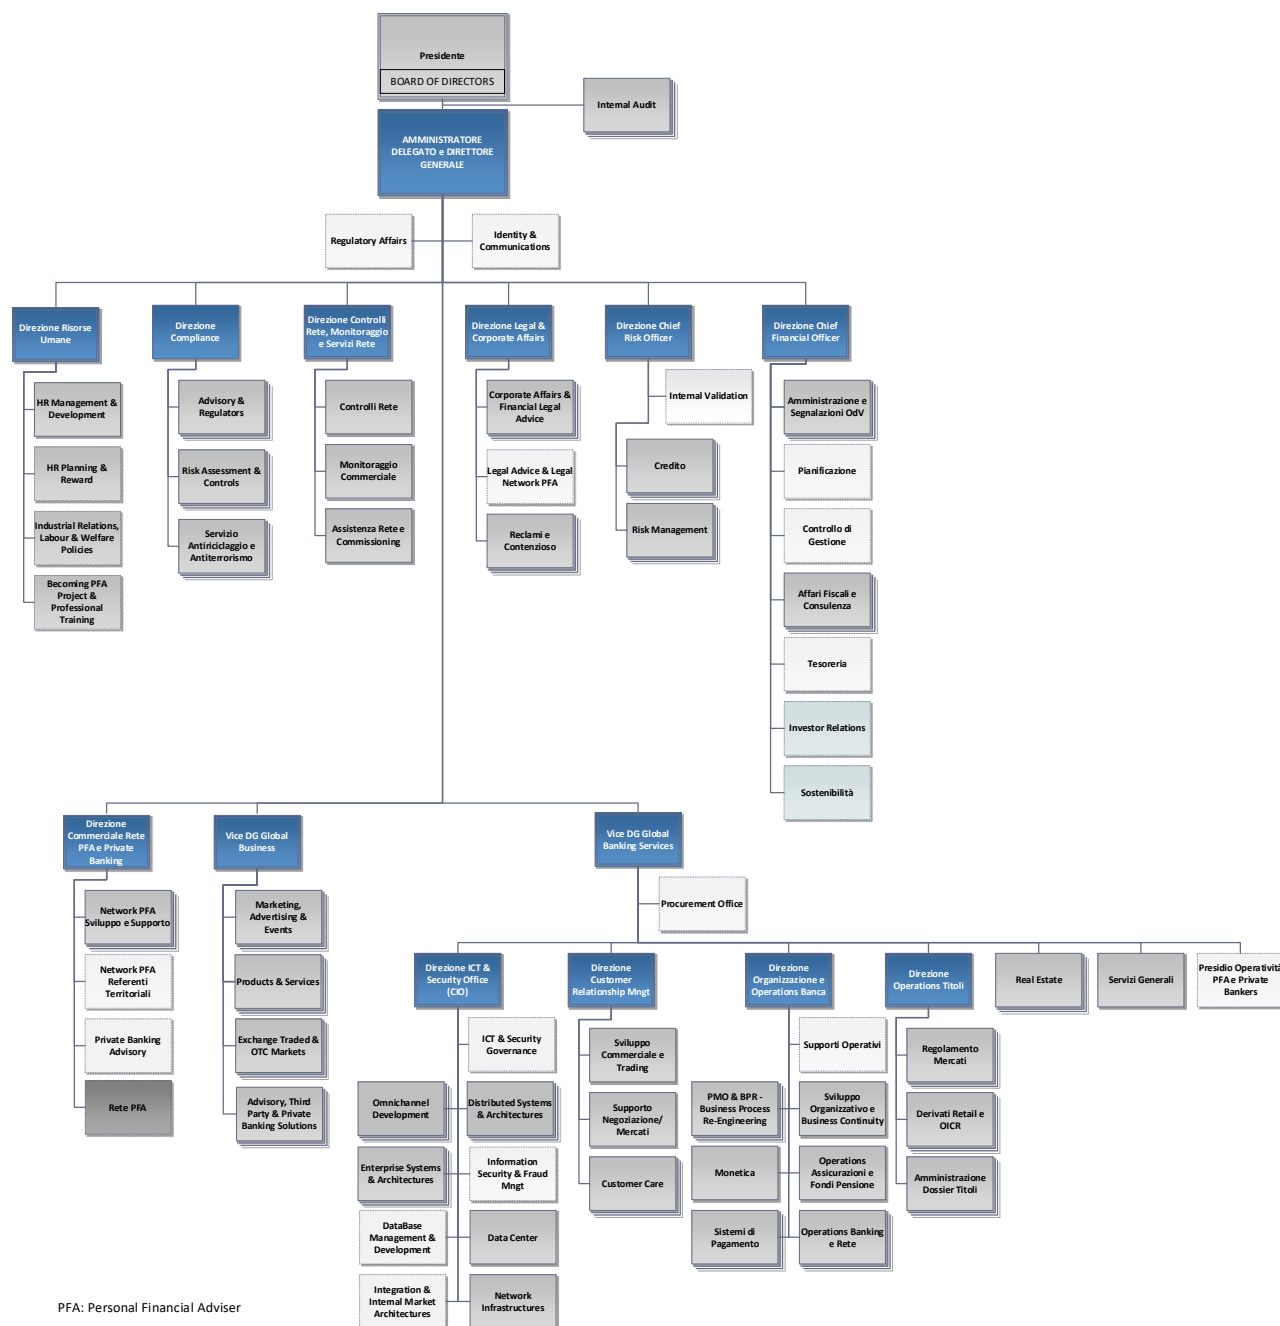 Presidente
BOARD OF DIRECTORS
Internal Audit
AMMINISTRATORE
DELEGATO e DIRETTORE
GENERALE
Regulatory Affairs
Identity &
Communications
Direzione Risorse
Umane
Direzione
Compliance
Direzione Controlli
Rete, Monitoraggio
e Servizi Rete
Direzione Legal &
Corporate Affairs
Direzione Chief
Risk Officer
Direzione Chief
Financial Officer
HR Management &
Development
HR Planning &
Reward
Industrial Relations,
Labour & Welfare
Policies
Becoming PFA
Project &
Professional
Training
Advisory &
Regulators
Risk Assessment &
Controls
Servizio
Antiriciclaggio e
Antiterrorismo
Controlli Rete
Monitoraggio
Commerciale
Assistenza Rete e
Commissioning
Corporate Affairs &
Financial Legal
Advice
Legal Advice & Legal
Network PFA
Reclami e
Contenzioso
Internal Validation
Credito
Risk Management
Amministrazione e
Segnalazioni OdV
Pianificazione
Controllo di
Gestione
Affari Fiscali e
Consulenza
Tesoreria
Investor Relations
Sostenibilità
Direzione
Commerciale Rete
PFA e Private
Banking
Vice DG Global
Business
Vice DG Global
Banking Services
Network PFA
Sviluppo e Supporto
Network PFA
Referenti
Territoriali
Private Banking
Advisory
Rete PFA
Marketing,
Advertising &
Events
Products & Services
Exchange Traded &
OTC Markets
Advisory, Third
Party & Private
Banking Solutions
Procurement Office
Direzione ICT &
Security Office
(CIO)
Direzione
Customer
Relationship Mngt
Direzione
Organizzazione e
Operations Banca
Direzione
Operations Titoli
Real Estate
Servizi Generali
Presidio Operatività
PFA e Private
Bankers
ICT & Security
Governance
Omnichannel
Development
Distributed Systems
& Architectures
Enterprise Systems
& Architectures
Information
Security & Fraud
Mngt
DataBase
Management &
Development
Data Center
Integration &
Internal Market
Architectures
Network
Infrastructures
Sviluppo
Commerciale e
Trading
Supporto
Negoziazione/
Mercati
Customer Care
Supporti Operativi
PMO & BPR -
Business Process
Re-Engineering
Sviluppo
Organizzativo e
Business Continuity
Monetica
Operations
Assicurazioni e
Fondi Pensione
Sistemi di
Pagamento
Operations Banking
e Rete
Regolamento
Mercati
Derivati Retail e
OICR
Amministrazione
Dossier Titoli
PFA: Personal Financial Adviser